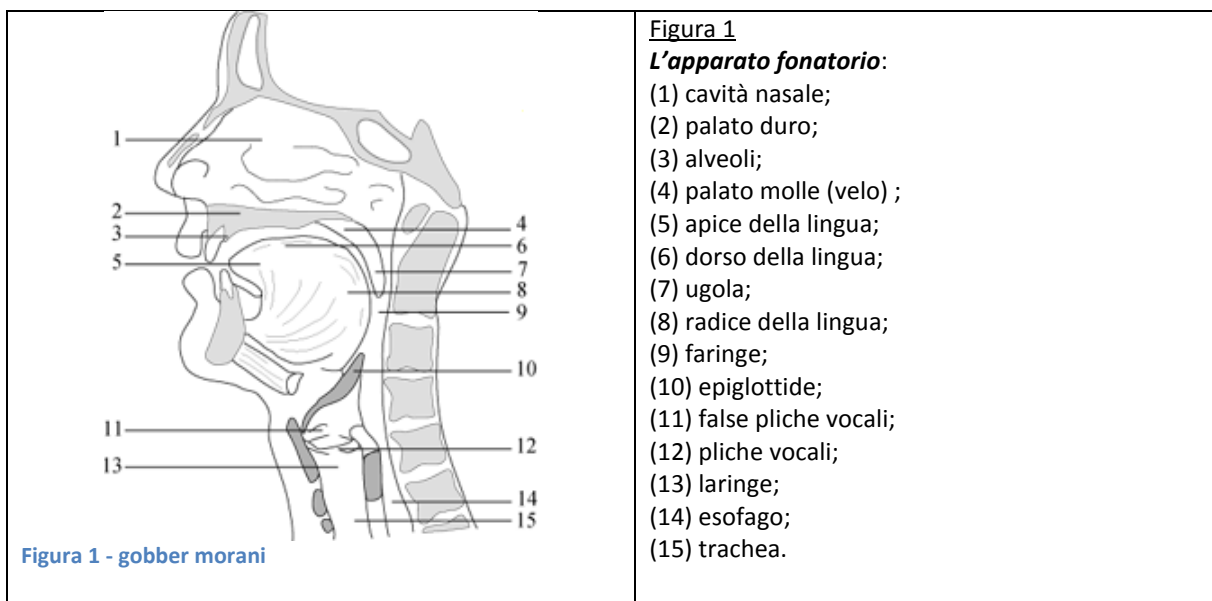 1
2
3
5
11
13
4
6
7
8
9
10
12
14
15
Figura 1 - gobber morani
Figura 1
L’apparato fonatorio:
(1) cavità nasale;
(2) palato duro;
(3) alveoli;
(4) palato molle (velo) ;
(5) apice della lingua;
(6) dorso della lingua;
(7) ugola;
(8) radice della lingua;
(9) faringe;
(10) epiglottide;
(11) false pliche vocali;
(12) pliche vocali;
(13) laringe;
(14) esofago;
(15) trachea.